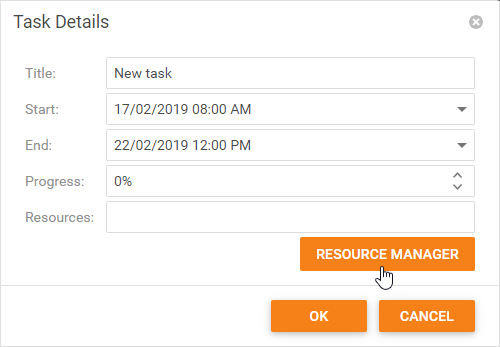 Task Details
Title: New task
Start: 17/02/2019 08:00 AM
End: 22/02/2019 12:00 PM
Progress: 0%
Resources:
RESOURCE MANAGER
OK CANCEL